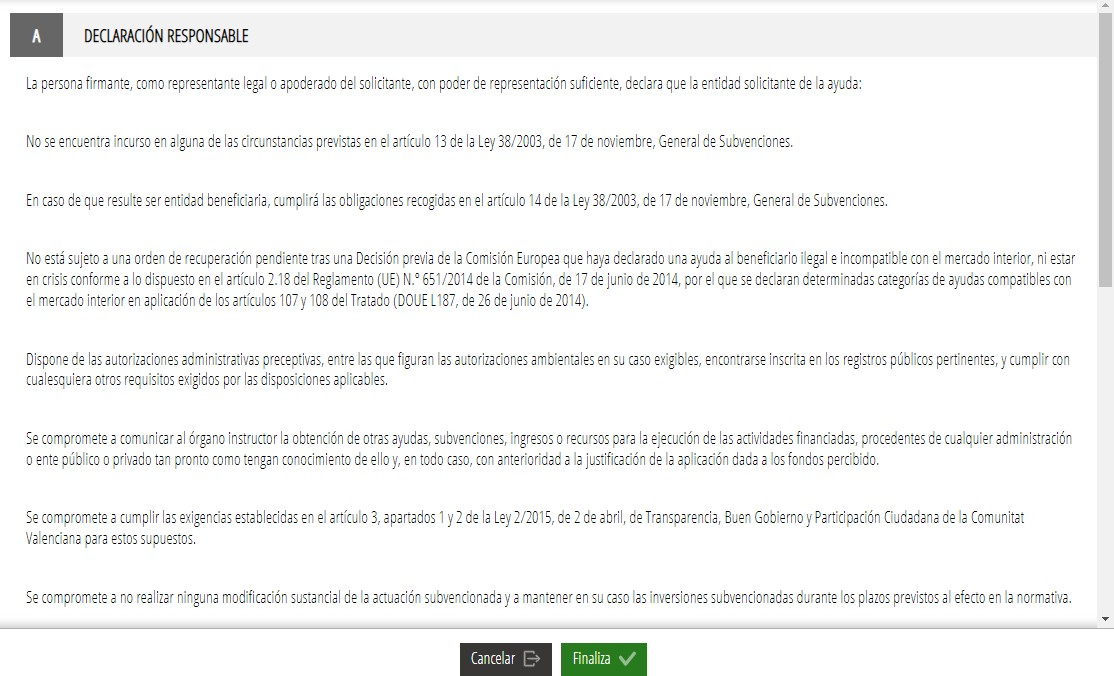 A DECLARACIÓN RESPONSABLE
La persona firmante, como representante legal o apoderado del solicitante, con poder de representación suficiente, declara que la entidad solicitante de la ayuda:
No se encuentra incurso en alguna de las circunstancias previstas en el artículo 13 de la Ley 38/2003, de 17 de noviembre, General de Subvenciones.
En caso de que resulte ser entidad beneficiaria, cumplirá las obligaciones recogidas en el artículo 14 de la Ley 38/2003, de 17 de noviembre, General de Subvenciones.
No está sujeto a una orden de recuperación pendiente tras una Decisión previa de la Comisión Europea que haya declarado una ayuda al beneficiario ilegal e incompatible con el mercado interior, ni estar
en crisis conforme a lo dispuesto en el artículo 2.18 del Reglamento (UE) N.º 651/2014 de la Comisión, de 17 de junio de 2014, por el que se declaran determinadas categorías de ayudas compatibles con
el mercado interior en aplicación de los artículos 107 y 108 del Tratado (DOUE L187, de 26 de junio de 2014).
Dispone de las autorizaciones administrativas preceptivas, entre las que figuran las autorizaciones ambientales en su caso exigibles, encontrarse inscrita en los registros públicos pertinentes, y cumplir con
cualesquiera otros requisitos exigidos por las disposiciones aplicables.
Se compromete a comunicar al órgano instructor la obtención de otras ayudas, subvenciones, ingresos o recursos para la ejecución de las actividades financiadas, procedentes de cualquier administración
o ente público o privado tan pronto como tengan conocimiento de ello y, en todo caso, con anterioridad a la justificación de la aplicación dada a los fondos percibido.
Se compromete a cumplir las exigencias establecidas en el artículo 3, apartados 1 y 2 de la Ley 2/2015, de 2 de abril, de Transparencia, Buen Gobierno y Participación Ciudadana de la Comunitat
Valenciana para estos supuestos.
Se compromete a no realizar ninguna modificación sustancial de la actuación subvencionada y a mantener en su caso las inversiones subvencionadas durante los plazos previstos al efecto en la normativa.
Cancelar Finaliza